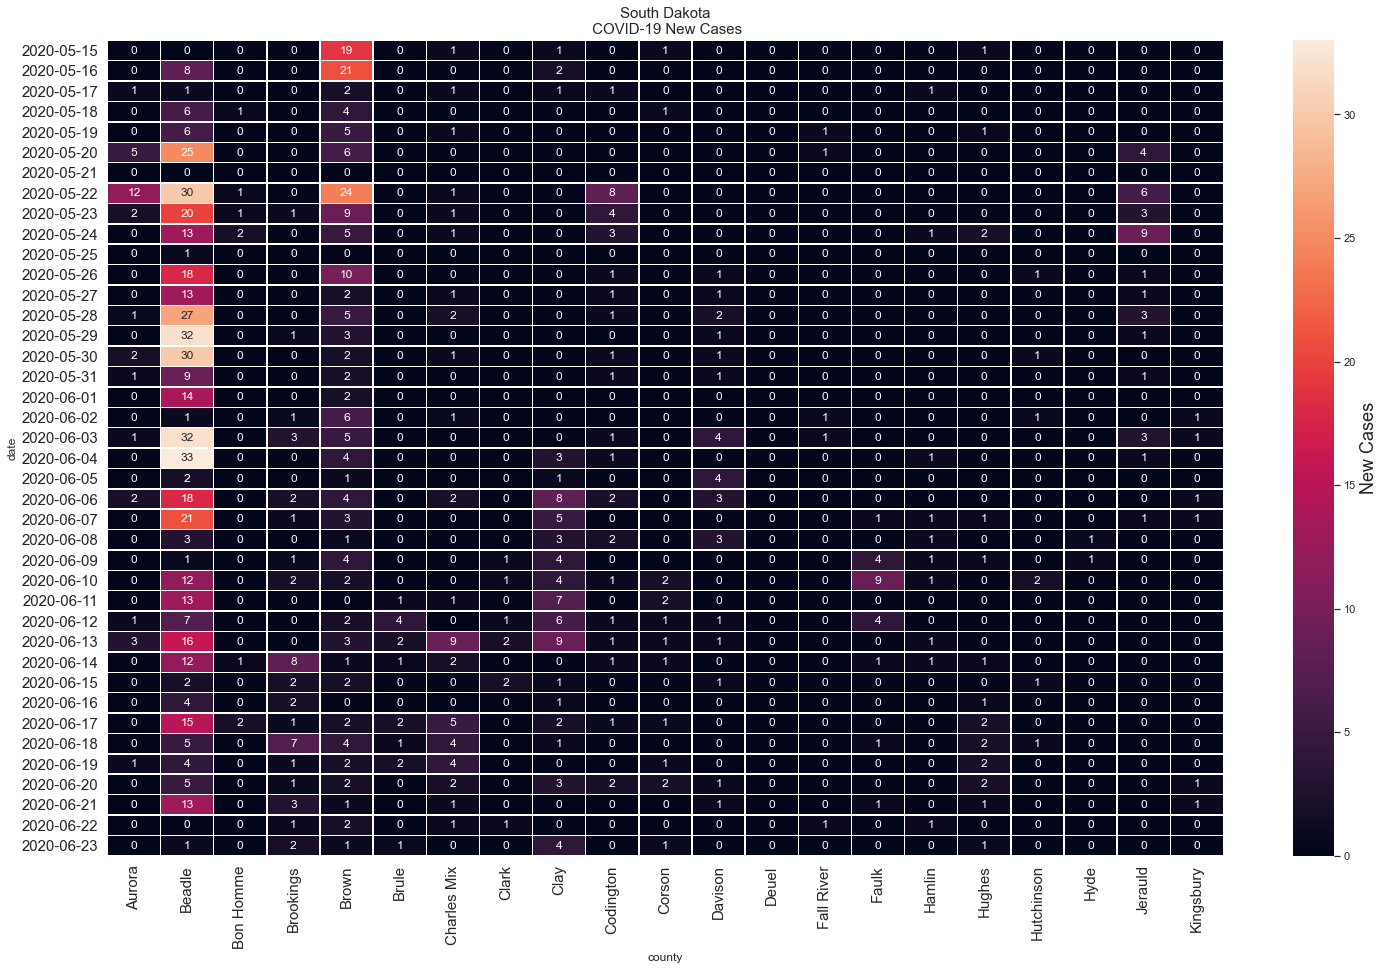 South Dakota
COVID-19 New Cases
date
2020-05-15 0 0 0 0 19 0 1 0 1 0 1 0 0 0 0 0 1 0 0 0 0
2020-05-16 0 8 0 0 21 0 0 0 2 0 0 0 0 0 0 0 0 0 0 0 0
2020-05-17 1 1 0 0 2 0 1 0 1 1 0 0 0 0 0 1 0 0 0 0 0
2020-05-18 0 6 1 0 4 0 0 0 0 0 1 0 0 0 0 0 0 0 0 0 0
2020-05-19 0 6 0 0 5 0 1 0 0 0 0 0 0 1 0 0 1 0 0 0 0
2020-05-20 5 25 0 0 6 0 0 0 0 0 0 0 0 1 0 0 0 0 0 4 0
2020-05-21 0 0 0 0 0 0 0 0 0 0 0 0 0 0 0 0 0 0 0 0 0
2020-05-22 12 30 1 0 24 0 1 0 0 8 0 0 0 0 0 0 0 0 0 6 0
2020-05-23 2 20 1 1 9 0 1 0 0 4 0 0 0 0 0 0 0 0 0 3 0
2020-05-24 0 13 2 0 5 0 1 0 0 3 0 0 0 0 0 1 2 0 0 9 0
2020-05-25 0 1 0 0 0 0 0 0 0 0 0 0 0 0 0 0 0 0 0 0 0
2020-05-26 0 18 0 0 10 0 0 0 0 1 0 1 0 0 0 0 0 1 0 1 0
2020-05-27 0 13 0 0 2 0 1 0 0 1 0 1 0 0 0 0 0 0 0 1 0
2020-05-28 1 27 0 0 5 0 2 0 0 1 0 2 0 0 0 0 0 0 0 3 0
2020-05-29 0 32 0 1 3 0 0 0 0 0 0 1 0 0 0 0 0 0 0 1 0
2020-05-30 2 30 0 0 2 0 1 0 0 1 0 1 0 0 0 0 0 1 0 0 0
2020-05-31 1 9 0 0 2 0 0 0 0 1 0 1 0 0 0 0 0 0 0 1 0
2020-06-01 0 14 0 0 2 0 0 0 0 0 0 0 0 0 0 0 0 0 0 0 0
2020-06-02 0 1 0 1 6 0 1 0 0 0 0 0 0 1 0 0 0 1 0 0 1
2020-06-03 1 32 0 3 5 0 0 0 0 1 0 4 0 1 0 0 0 0 0 3 1
2020-06-04 0 33 0 0 4 0 0 0 3 1 0 0 0 0 0 1 0 0 0 1 0
2020-06-05 0 2 0 0 1 0 0 0 1 0 0 4 0 0 0 0 0 0 0 0 0
2020-06-06 2 18 0 2 4 0 2 0 8 2 0 3 0 0 0 0 0 0 0 0 1
2020-06-07 0 21 0 1 3 0 0 0 5 0 0 0 0 0 1 1 1 0 0 1 1
2020-06-08 0 3 0 0 1 0 0 0 3 2 0 3 0 0 0 1 0 0 1 0 0
2020-06-09 0 1 0 1 4 0 0 1 4 0 0 0 0 0 4 1 1 0 1 0 0
2020-06-10 0 12 0 2 2 0 0 1 4 1 2 0 0 0 9 1 0 2 0 0 0
2020-06-11 0 13 0 0 0 1 1 0 7 0 2 0 0 0 0 0 0 0 0 0 0
2020-06-12 1 7 0 0 2 4 0 1 6 1 1 1 0 0 4 0 0 0 0 0 0
2020-06-13 3 16 0 0 3 2 9 2 9 1 1 1 0 0 0 1 0 0 0 0 0
2020-06-14 0 12 1 8 1 1 2 0 0 1 1 0 0 0 1 1 1 0 0 0 0
2020-06-15 0 2 0 2 2 0 0 2 0 0 0 1 0 0 0 0 0 1 0 0 0
2020-06-16 0 4 0 2 0 0 0 0 1 0 0 0 0 0 0 0 1 0 0 0 0
2020-06-17 0 15 2 1 2 2 5 0 2 1 1 0 0 0 0 0 2 0 0 0 0
2020-06-18 0 5 0 7 4 1 4 0 1 0 0 0 0 0 1 0 2 1 0 0 0
2020-06-19 1 4 0 1 2 2 4 0 0 0 1 0 0 0 0 0 2 0 0 0 0
2020-06-20 0 5 0 1 2 0 2 0 3 2 2 1 0 0 0 0 2 0 0 0 1
2020-06-21 0 13 0 3 1 0 1 0 0 0 0 1 0 0 1 0 1 0 0 0 1
2020-06-22 0 0 0 1 2 0 1 1 0 0 0 0 0 1 0 1 0 0 0 0 0
2020-06-23 0 1 0 2 1 1 0 0 4 0 1 0 0 0 0 0 1 0 0 0 0
Aurora Beadle Bon Homme Brookings Brown Brule Charles Mix Clark Clay Codington Corson Davison Deuel Fall River Faulk Hamlin Hughes Hutchinson Hyde Jerauld Kingsbury
county
30
25
20
15
10
5
0
New Cases